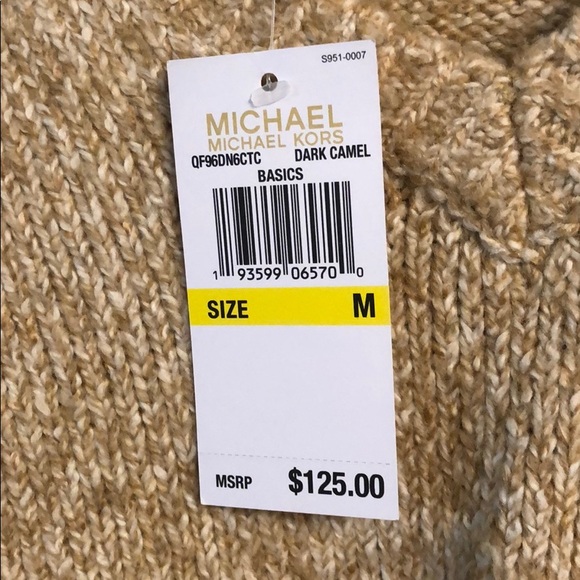 S951-0007
MICHAEL
MICHAEL KORS
QF96DN6CTC DARK CAMEL
BASICS
1 93599 06570 0
SIZE M
MSRP $125.00